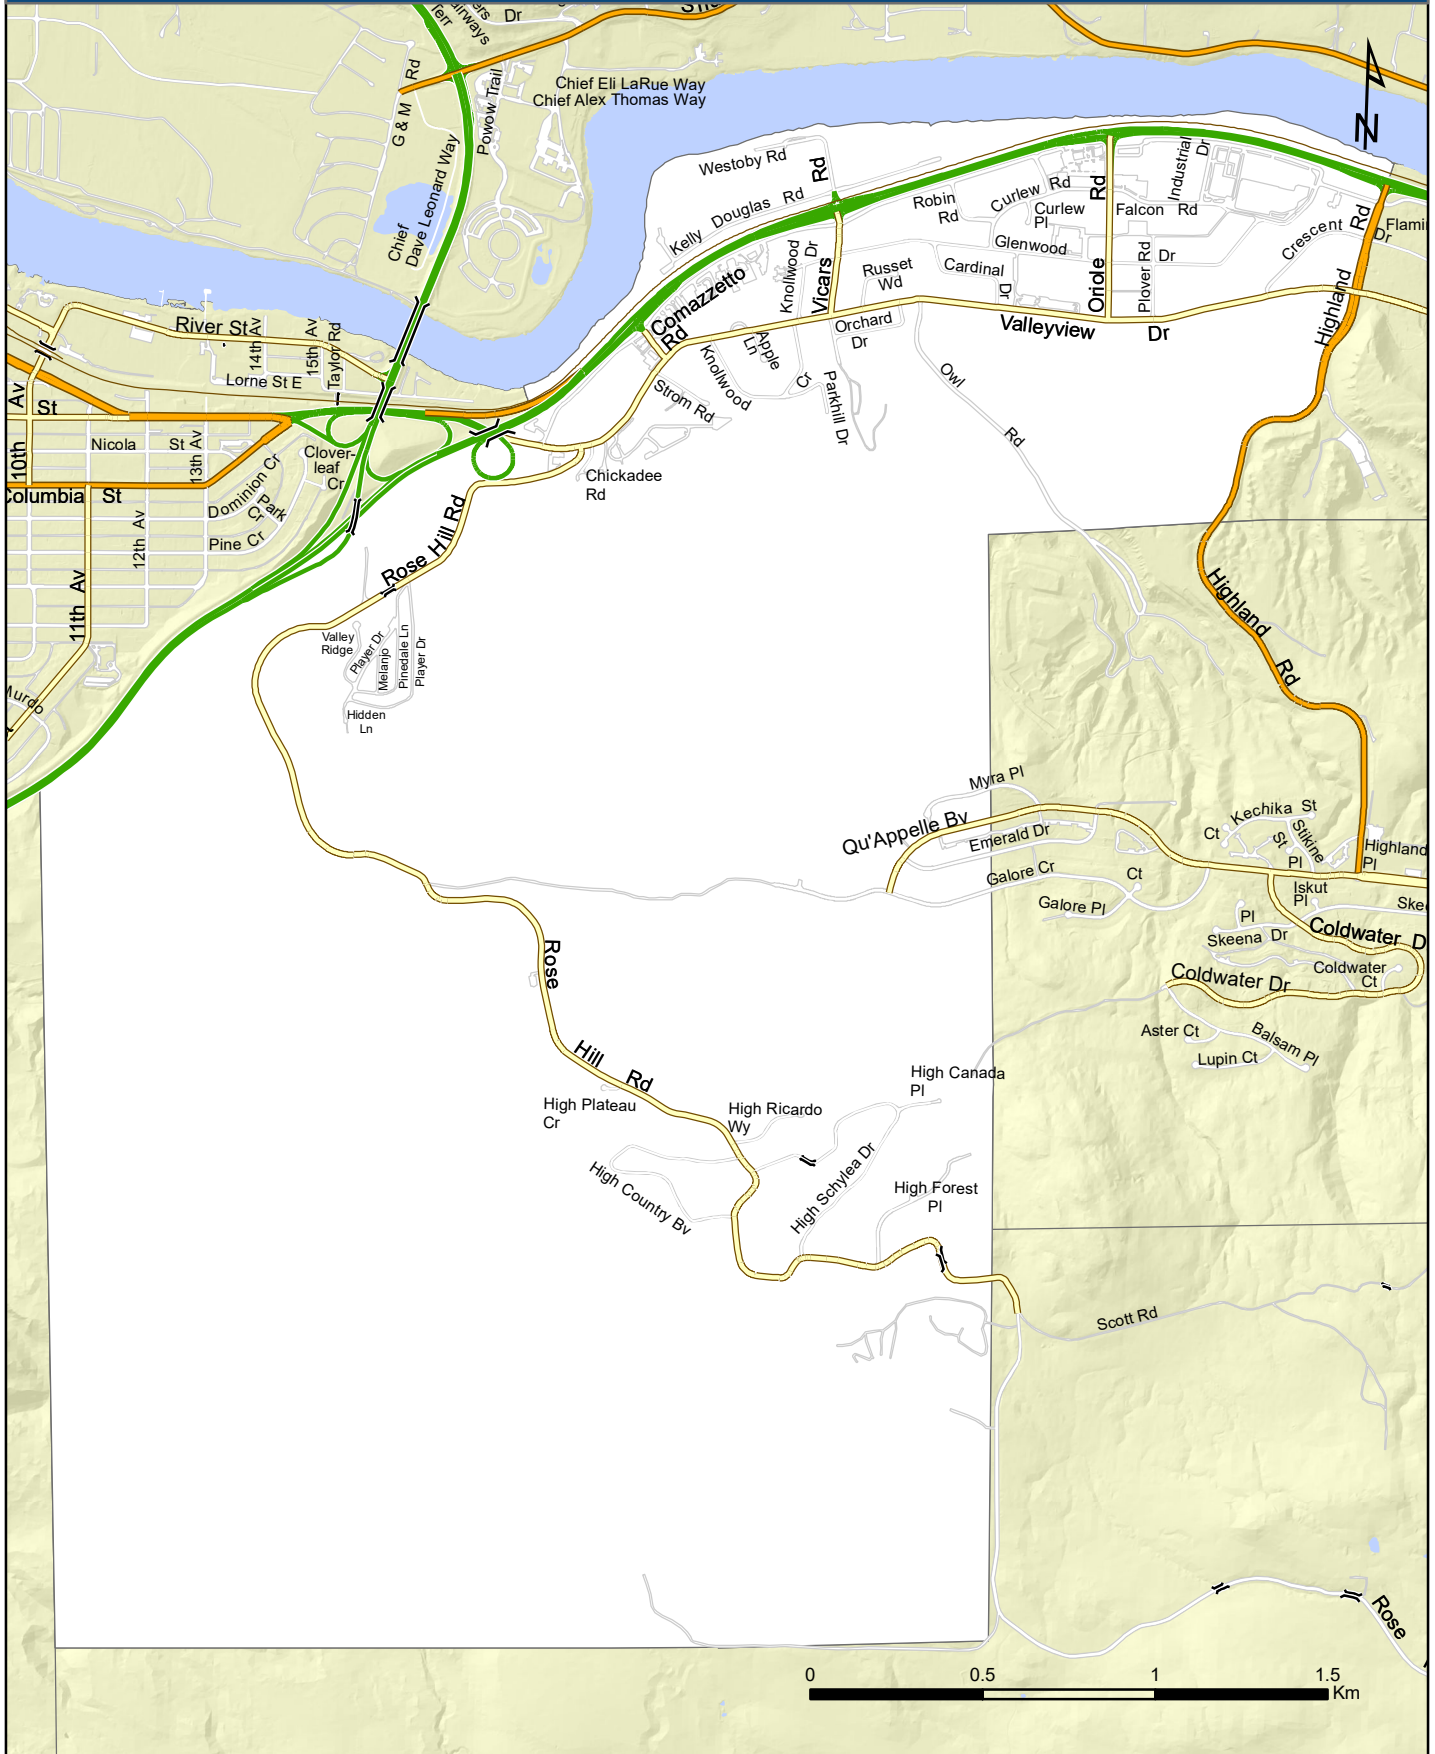 Terr
airways
Dr
G & M Rd
Powow Trail
Chief Eli LaRue Way
Chief Alex Thomas Way
N
Chief
Dave Leonard Way
Westoby Rd
Rd
Kelly Douglas Rd
Robin
Rd
Curlew Rd
Curlew
Pl
Rd
Industrial
Dr
Falcon Rd
Glenwood
Dr
Crescent
Rd
Dr
Cardinal
Dr
Plover Rd
Oriole
Russet
Wd
Knollwood
Dr
Vicars
Comazzetto
Rd
Highland
River St
14th Av
15th Av
Taylor Rd
Lorne St E
Av
St
Nicola St
13th Av
10th
Columbia St
Clover-
leaf
Cr
Dominion Cr
Park
Cr
Pine Cr
12th Av
11th Av
Orchard
Dr
Valleyview Dr
Apple
Ln
Knollwood
Cr
Parkhill Dr
Strom Rd
Owl
Rd
Chickadee
Rd
Rose Hill Rd
Valley
Ridge
Player Dr
Melanjo
Pinedale Ln
Player Dr
Hidden
Ln
Highland
Rd
Myra Pl
Qu'Appelle Bv
Emerald Dr
Galore Cr
Ct
Galore Pl
Kechika St
Ct
St
Stikine
Pl
Highland
Pl
Iskut
Pl
Pl
Skeena Dr
Coldwater D
Coldwater
Ct
Coldwater Dr
Aster Ct
Balsam Pl
Lupin Ct
Rose
Hill
Rd
High Canada
Pl
High Plateau
Cr
High Ricardo
Wy
High Country Bv
High Schylea Dr
High Forest
Pl
Scott Rd
Rose
0 0.5 1 1.5
Km